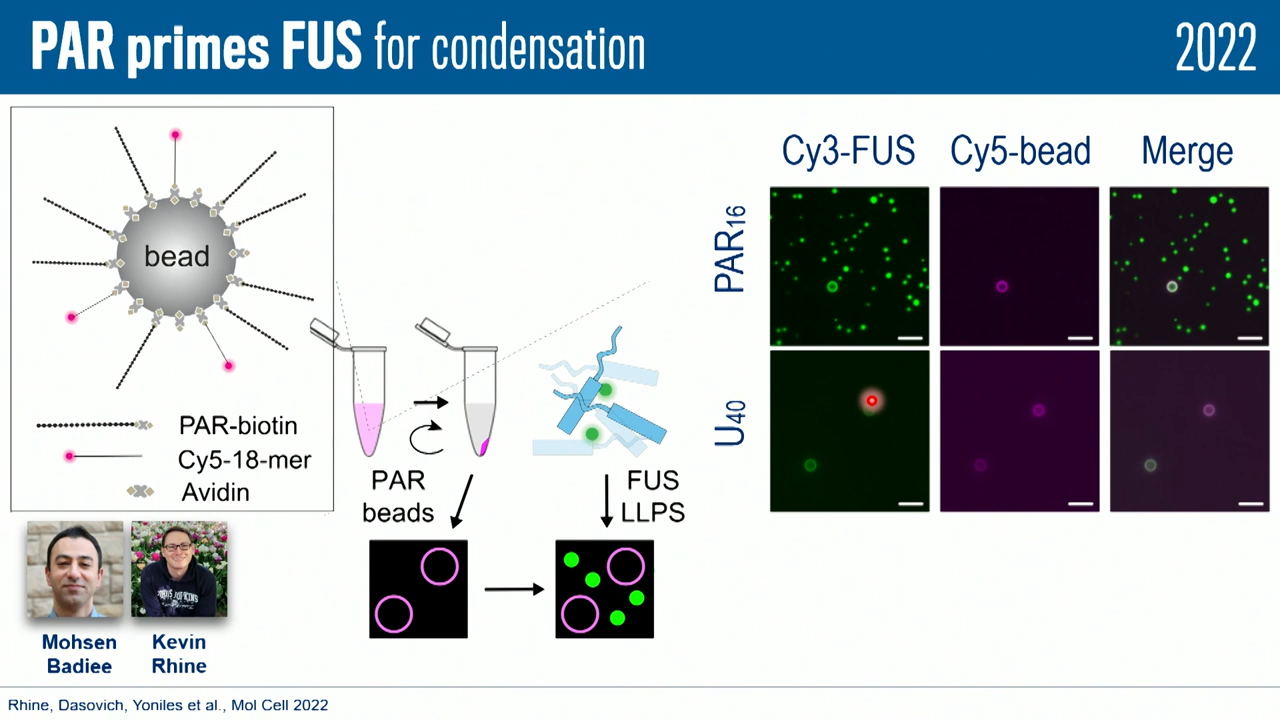 PAR primes FUS for condensation
2022
bead
PAR-biotin
Cy5-18-mer
Avidin
PAR
beads
FUS
LLPS
Cy3-FUS
Cy5-bead
Merge
PAR16
U40
Mohsen
Badiee
Kevin
Rhine
Rhine, Dasovich, Yoniles et al., Mol Cell 2022